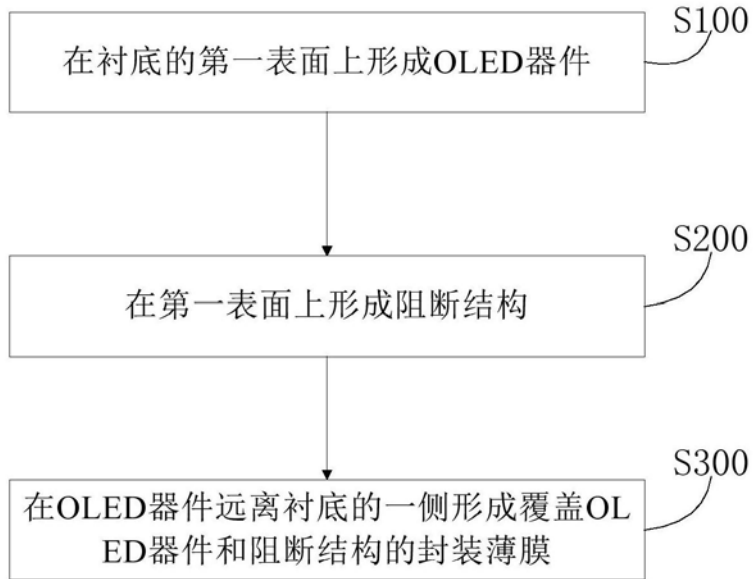 S100
在衬底的第一表面上形成OLED器件
S200
在第一表面上形成阻断结构
S300
在OLED器件远离衬底的一侧形成覆盖OL
ED器件和阻断结构的封装薄膜